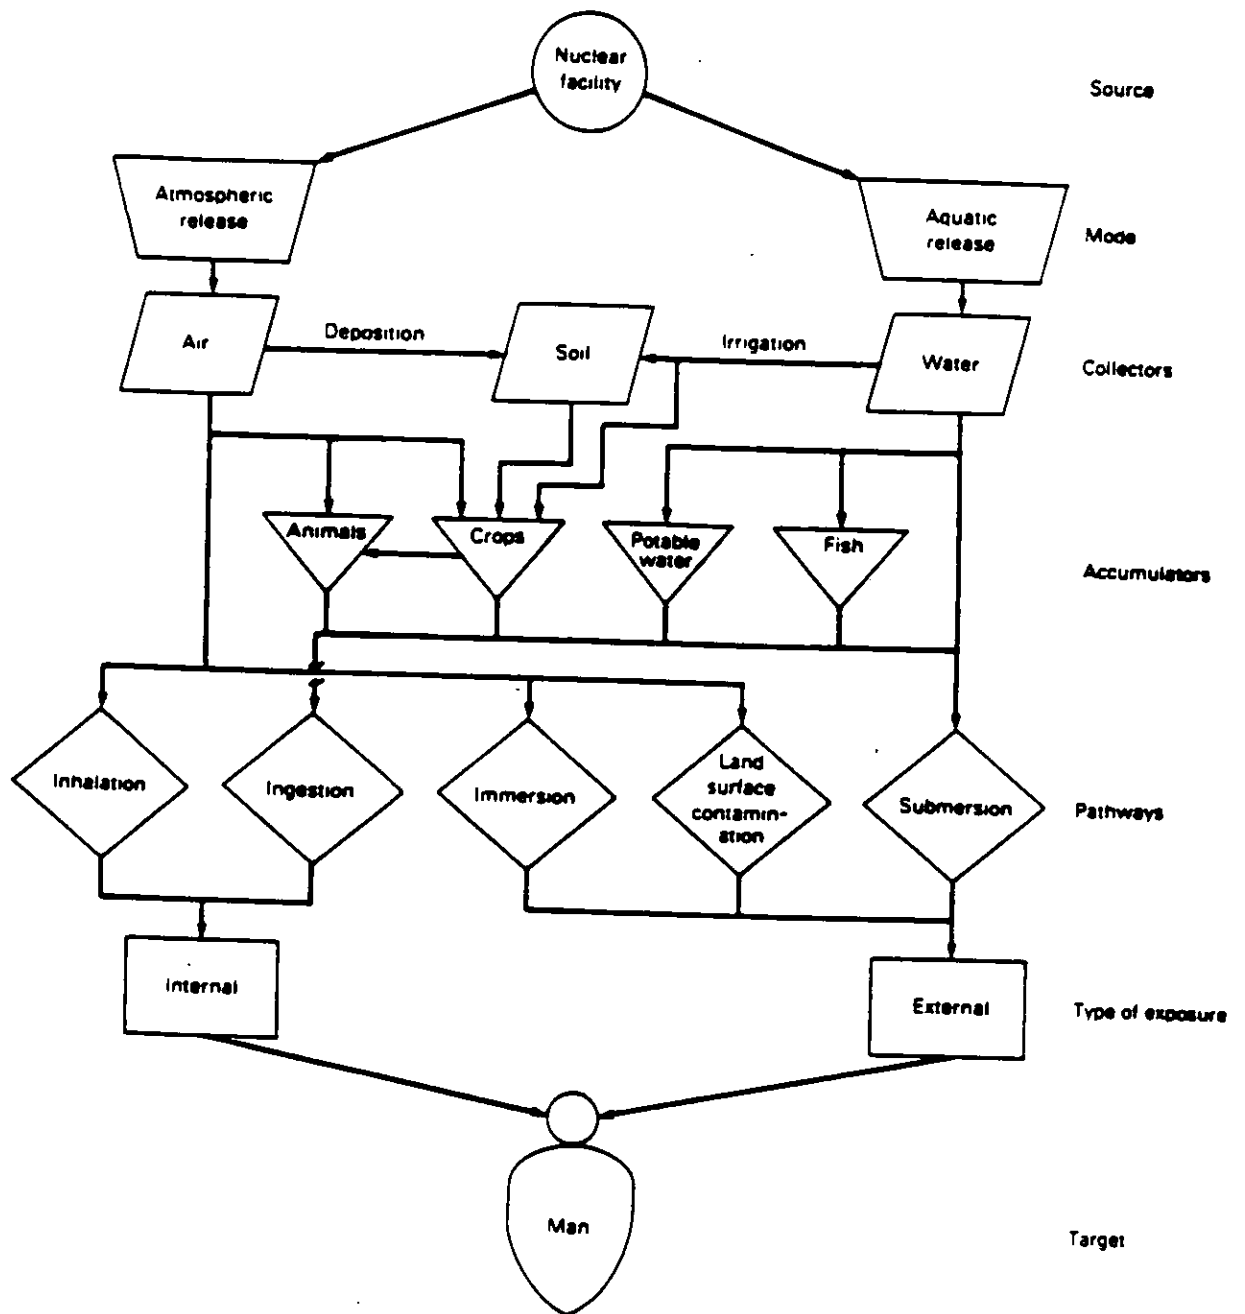 Nuclear
facility
Source
Atmospheric
release
Aquatic
release
Mode
Air
Deposition
Soil
Irrigation
Water
Collectors
Animals
Crops
Potable
water
Fish
Accumulators
Inhalation
Ingestion
Immersion
Land
surface
contamin-
ation
Submersion
Pathways
Internal
External
Type of exposure
Man
Target